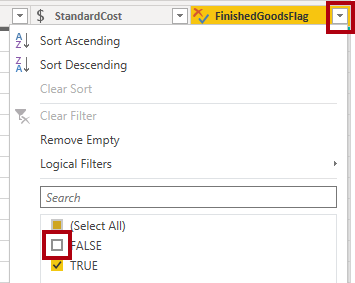 $ StandardCost FinishedGoodsFlag
Sort Ascending
Sort Descending
Clear Sort
Clear Filter
Remove Empty
Logical Filters
Search
(Select All)
FALSE
TRUE